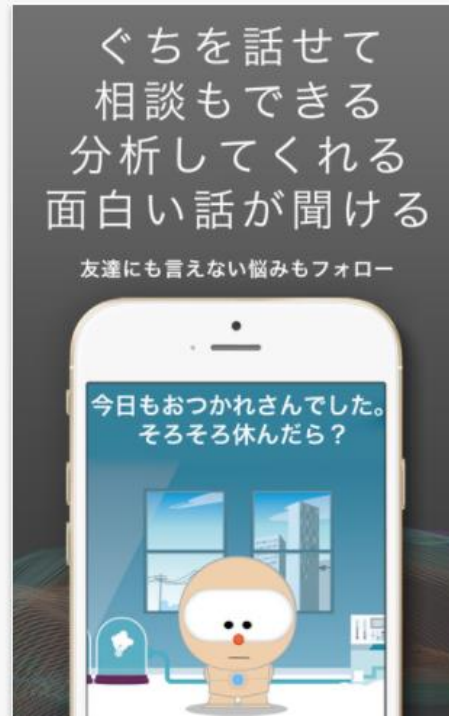 ぐちを話せて
相談もできる
分析してくれる
面白い話が聞ける
友達にも言えない悩みもフォロー
今日もおつかれさんでした。
そろそろ休んだら？